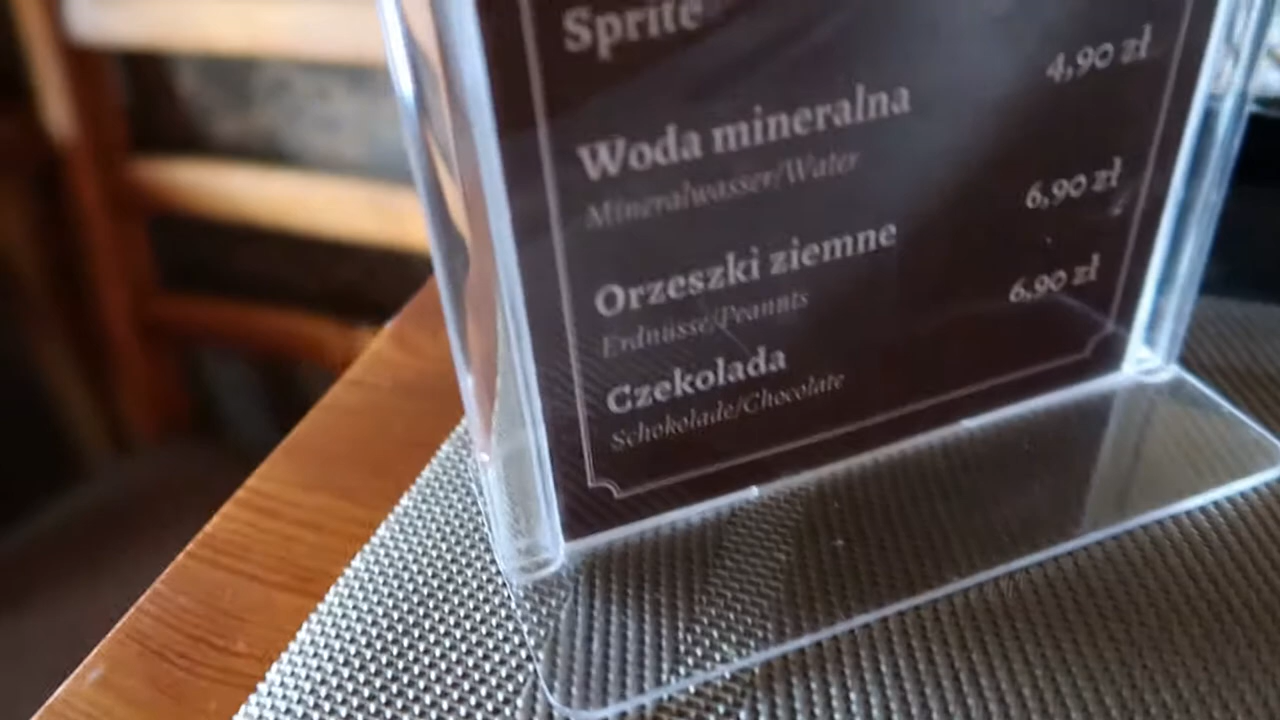 Sprite
Woda mineralna 4,90 zł
Mineralwasser/Water
Orzeszki ziemne 6,90 zł
Erdnüsse/Peannts
Czekolada 6,90 zł
Schokolade/Chocolate